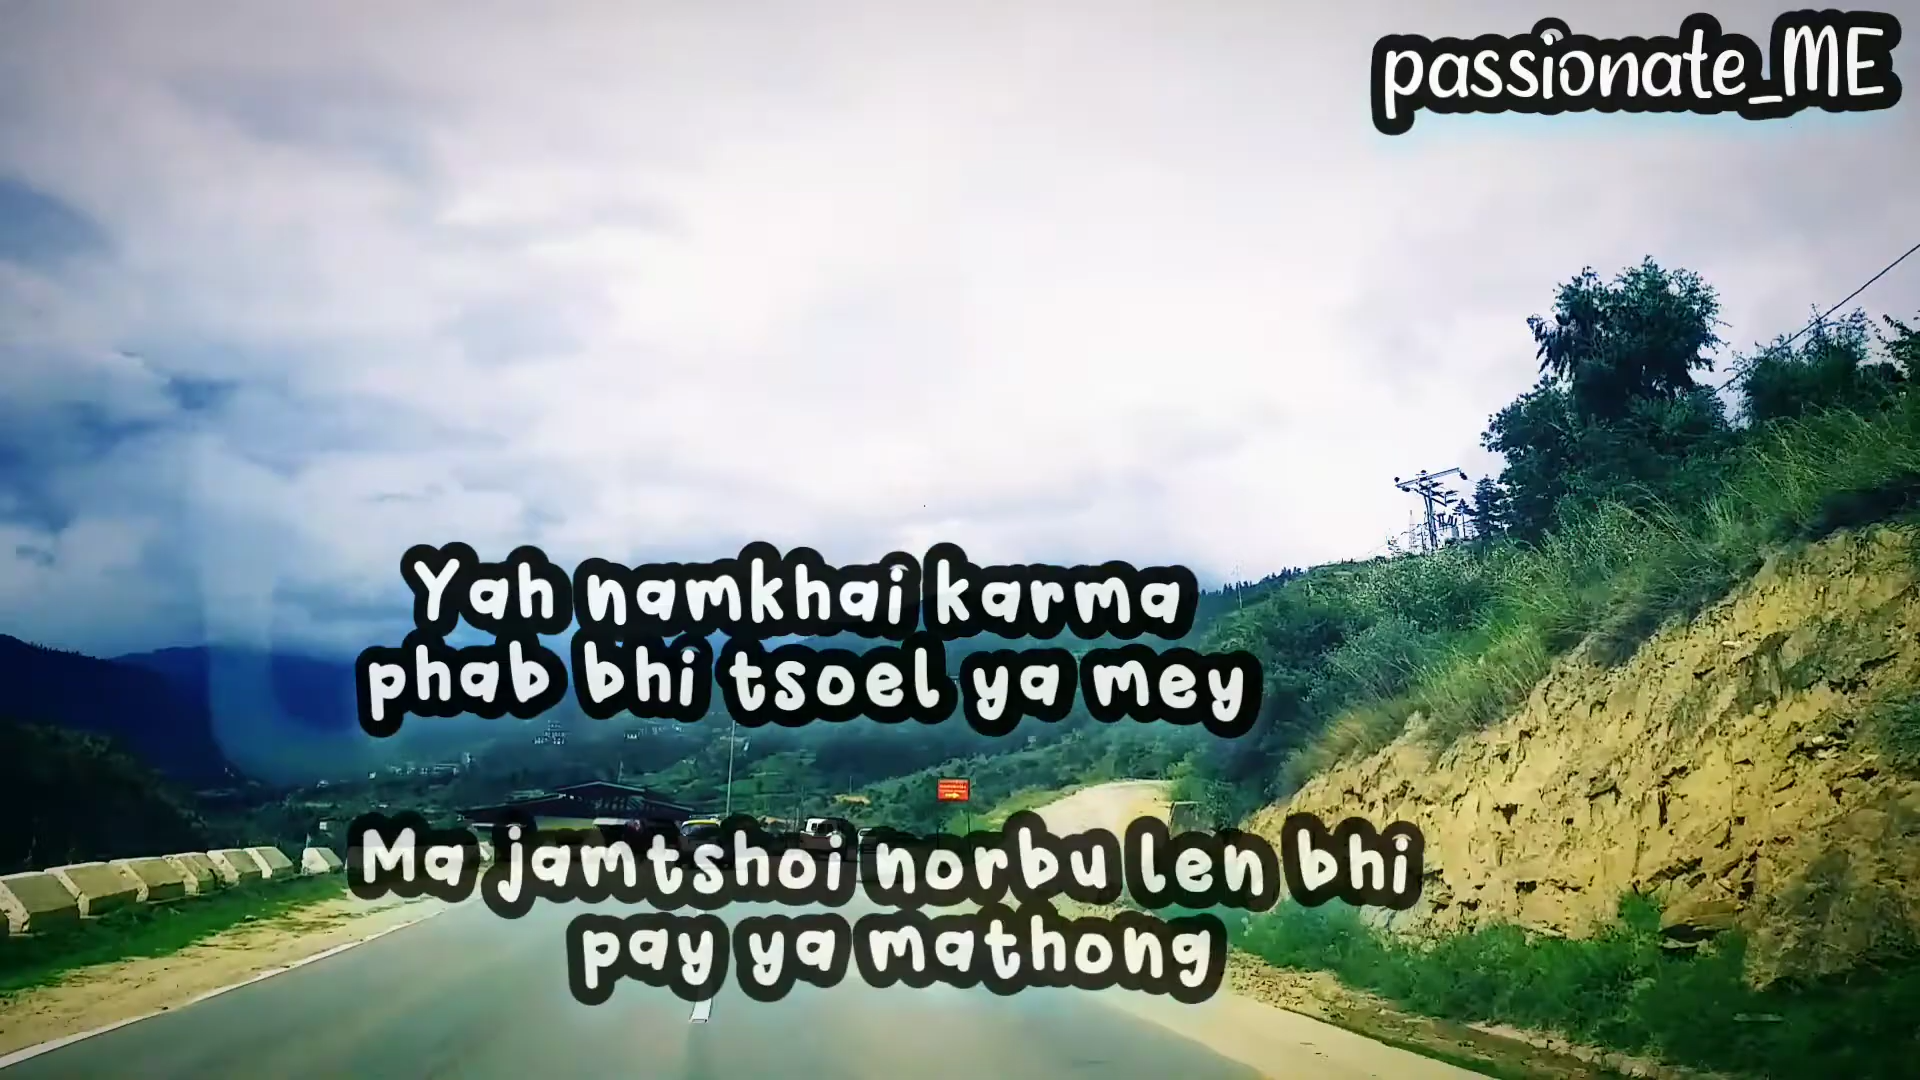 passionate_ME
Yah namkhai karma
phab bhi tsoel ya mey
Ma jamtshoi norbu len bhi
pay ya mathong